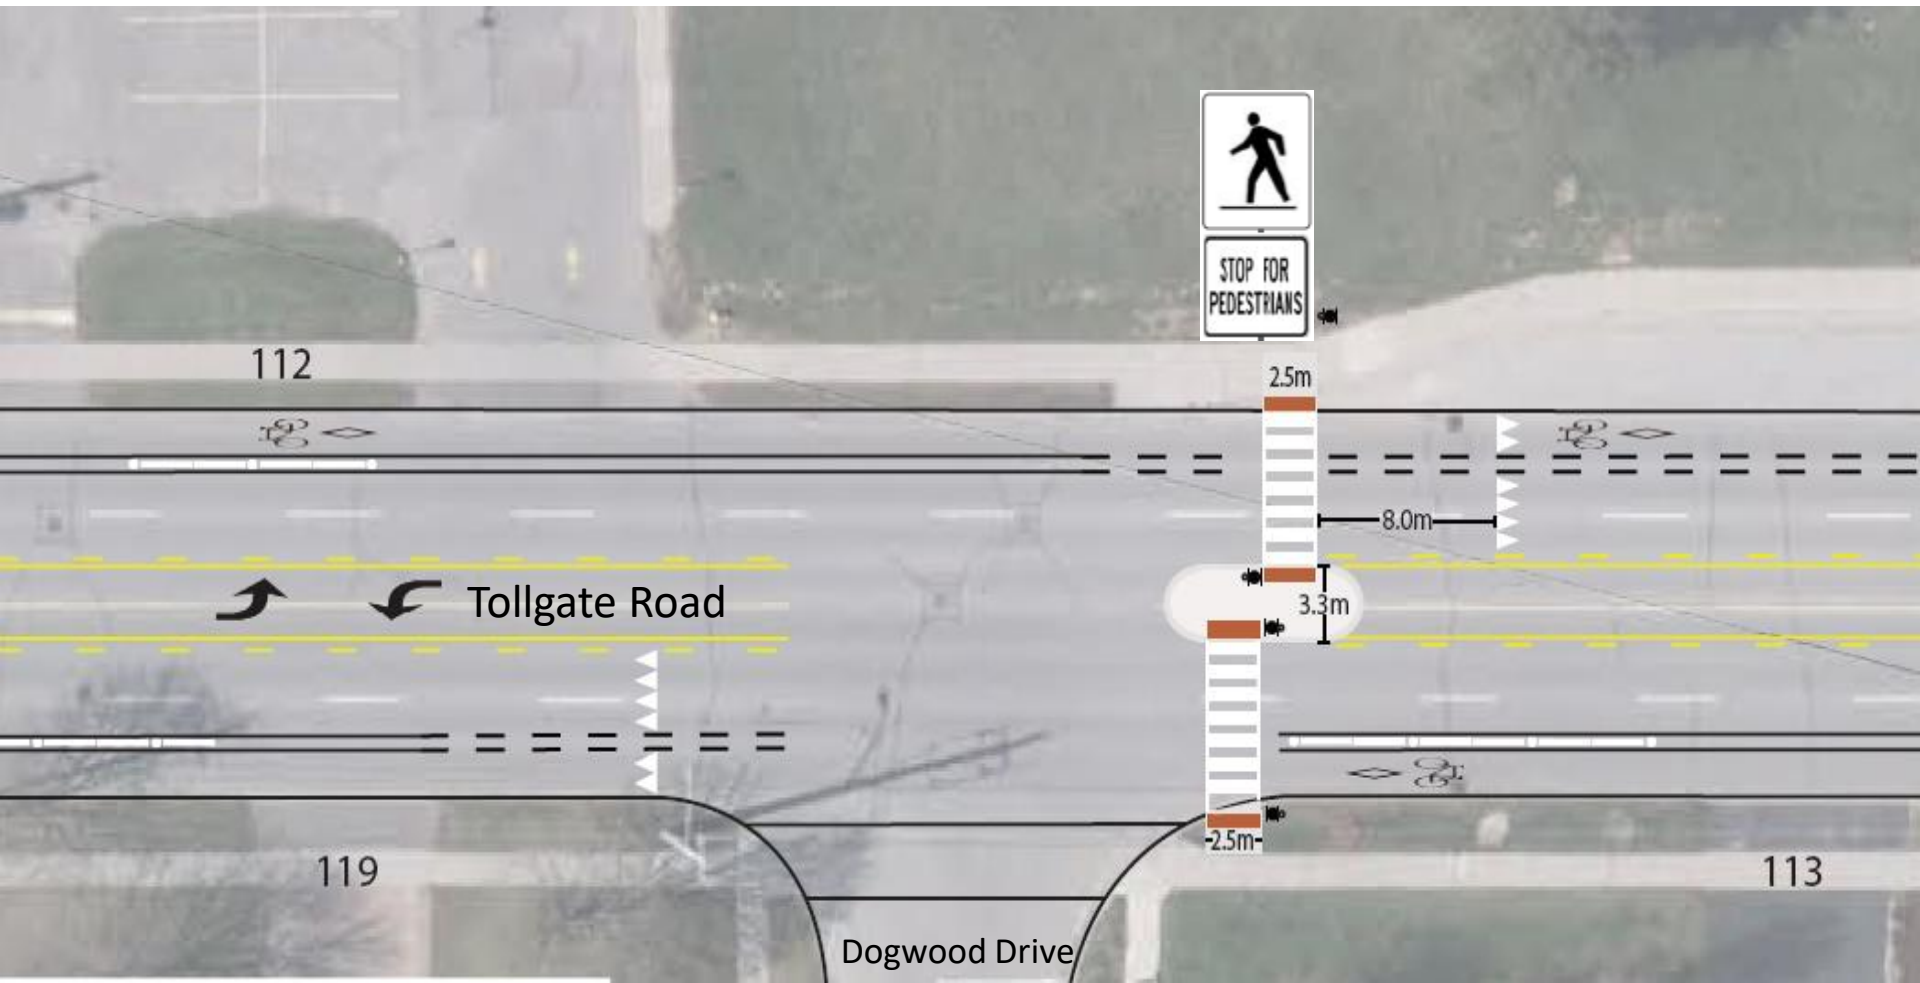 STOP FOR
PEDESTRIANS
112
2.5m
8.0m
Tollgate Road
3.3m
2.5m
119
113
Dogwood Drive